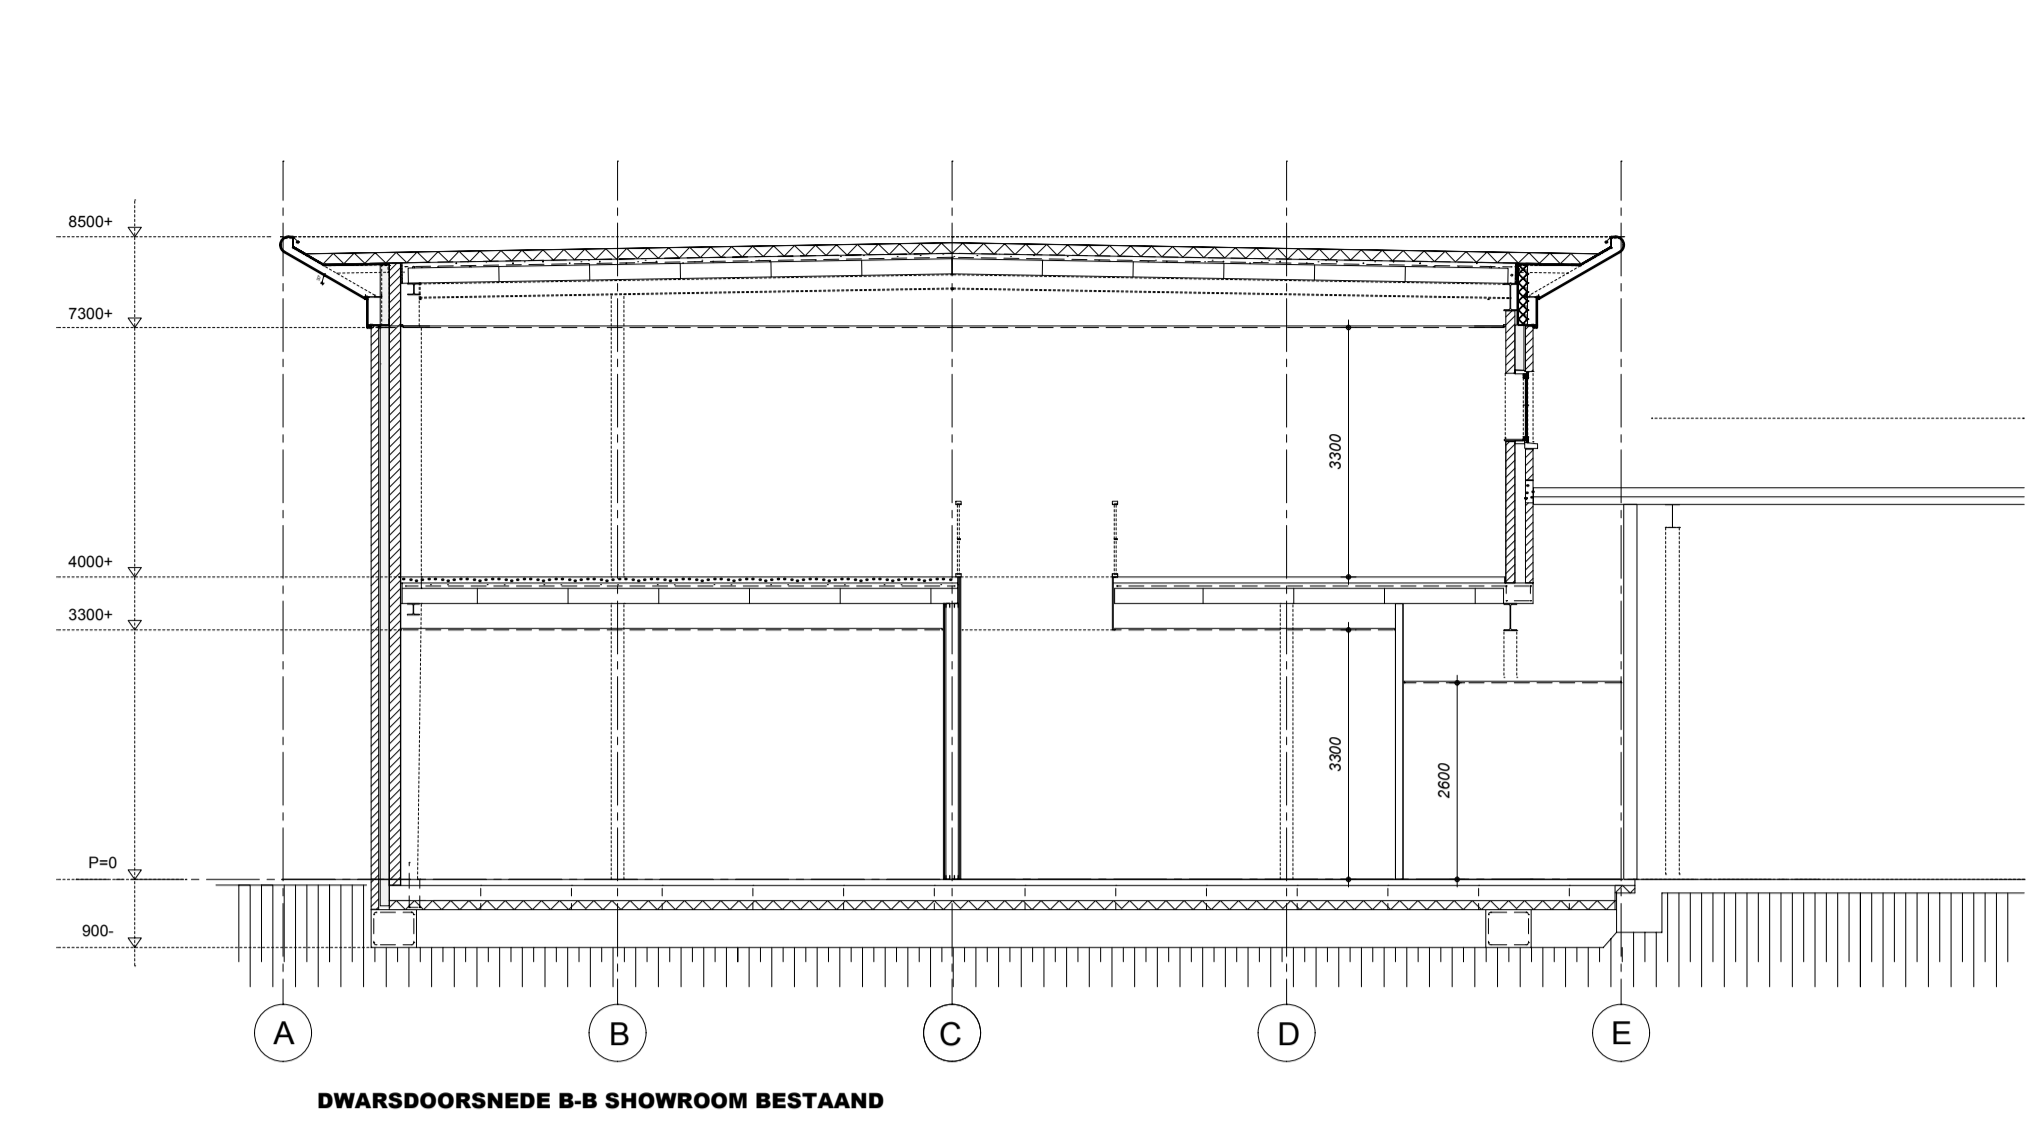 8500+
7300+
3300
4000+
3300+
3300
2600
P=0
900-
A
B
C
D
E
DWARSDOORSNEDE B-B SHOWROOM BESTAAND